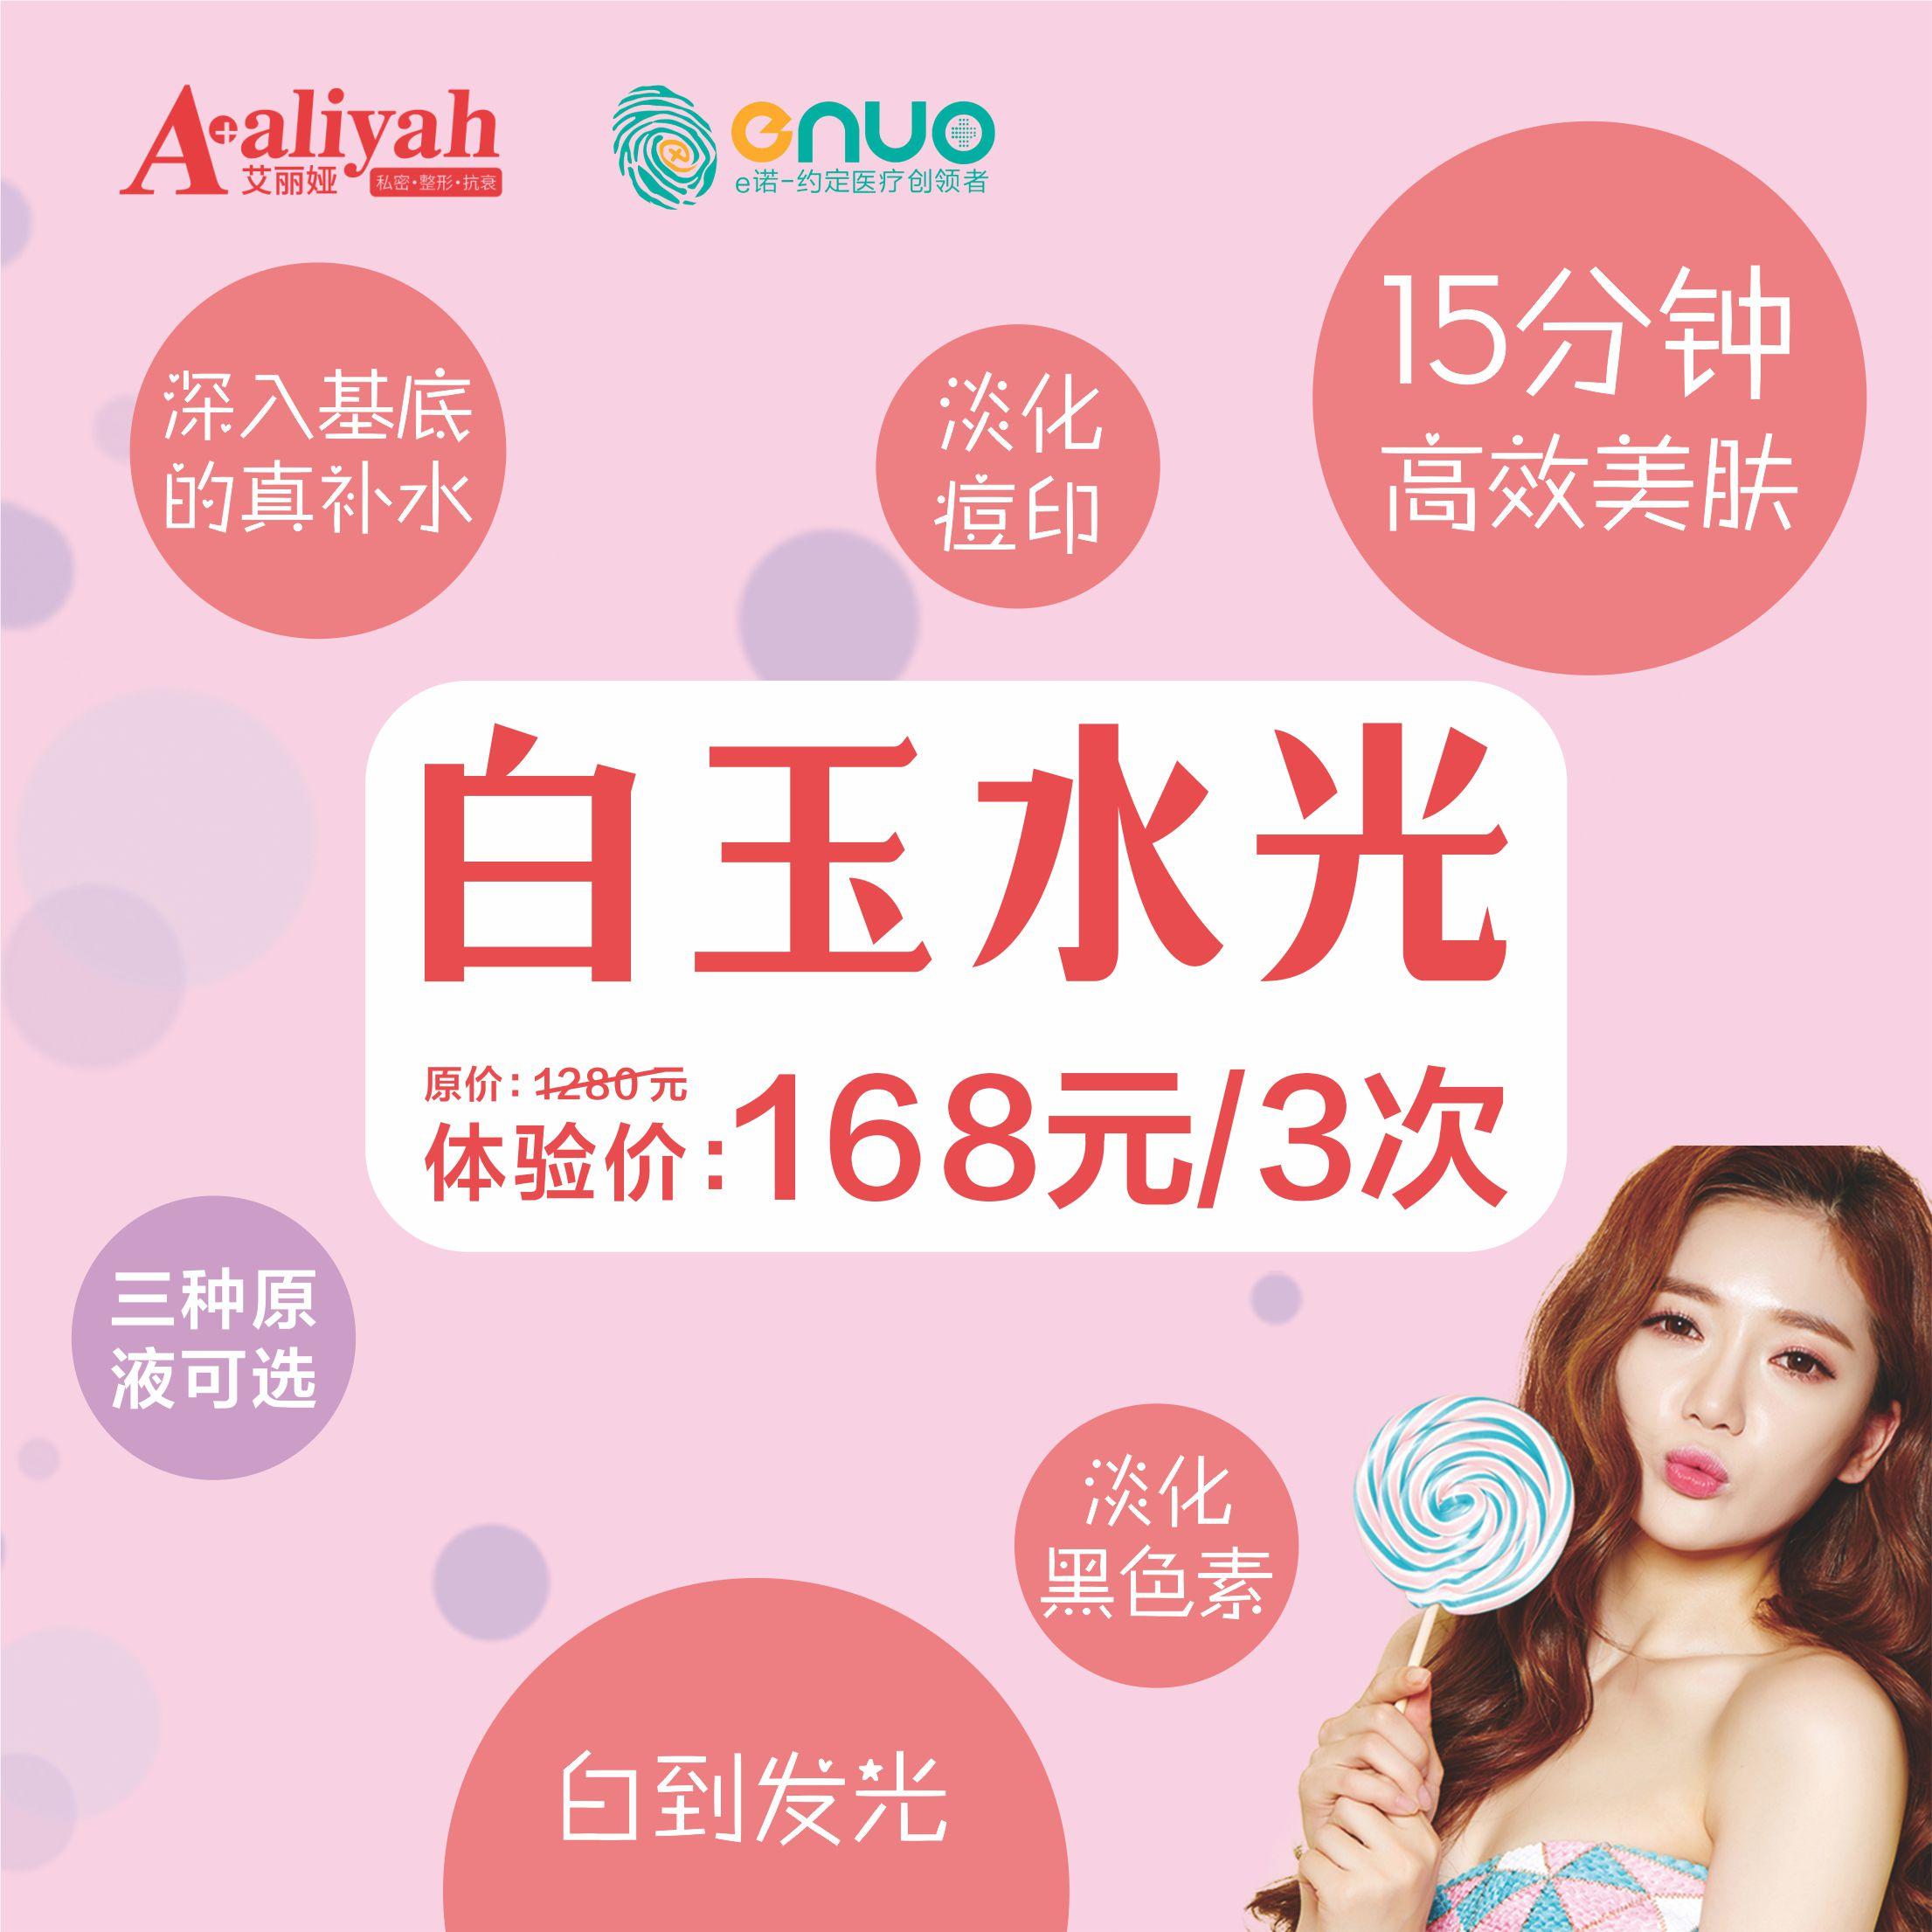 A+aliyah
艾丽娅 私密·整形·抗衰
enuo
e诺-约定医疗创领者
15分钟
高效美肤
深入基底
的真补水
淡化
痘印
白玉水光
原价:1280元
体验价:168元/3次
三种原
液可选
淡化
黑色素
白到发光